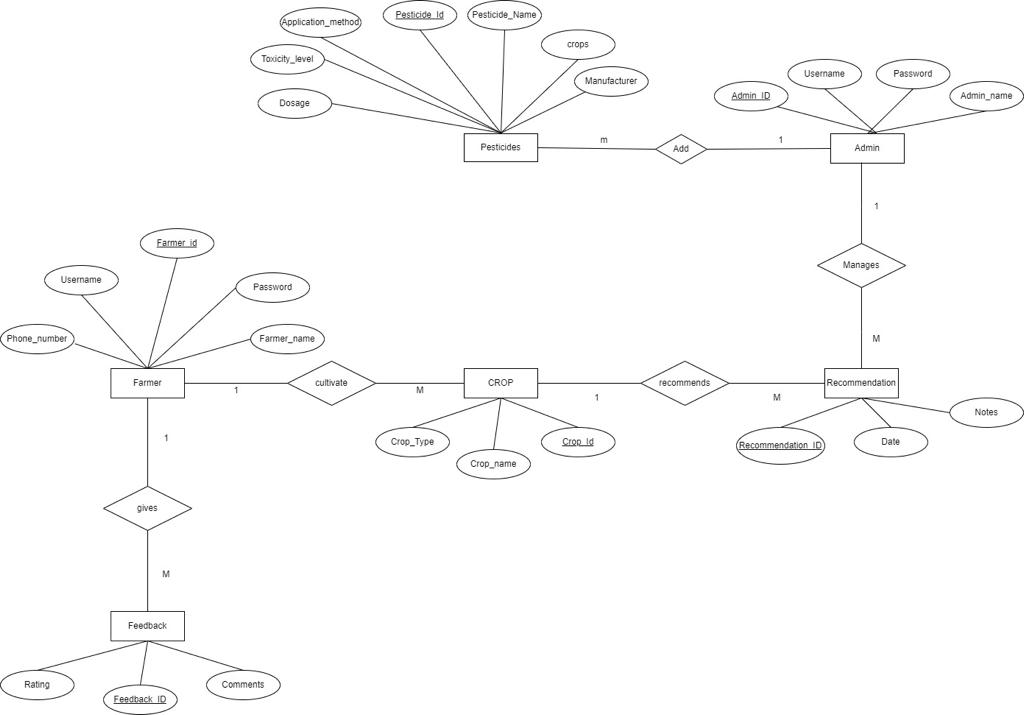 Application_method
Pesticide_Id
Pesticide_Name
crops
Toxicity_level
Manufacturer
Dosage
Username
Password
Admin_ID
Admin_name
Pesticides
m
Add
1
Admin
1
Manages
M
Farmer_id
Username
Password
Phone_number
Farmer_name
Farmer
1
cultivate
M
CROP
1
recommends
M
Recommendation
Crop_Type
Crop_name
Crop_Id
Recommendation_ID
Date
Notes
1
gives
M
Feedback
Rating
Feedback_ID
Comments